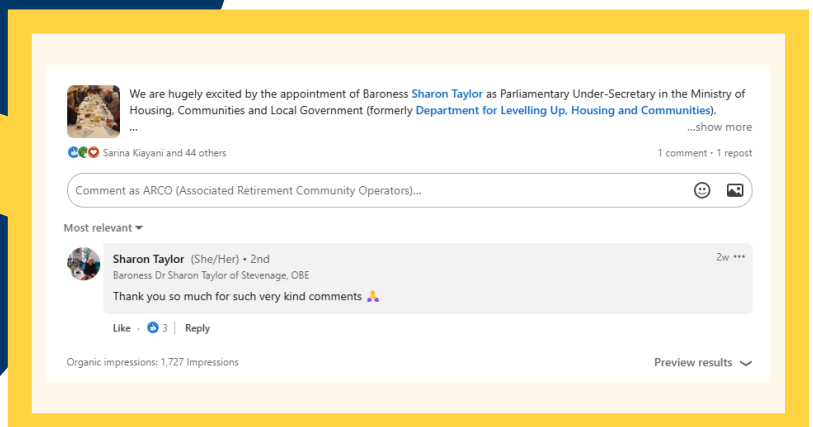 We are hugely excited by the appointment of Baroness Sharon Taylor as Parliamentary Under-Secretary in the Ministry of
Housing, Communities and Local Government (formerly Department for Levelling Up, Housing and Communities).
...
...show more
Sarina Kiayani and 44 others
1 comment • 1 repost
Comment as ARCO (Associated Retirement Community Operators)...
Most relevant
Sharon Taylor (She/Her) • 2nd
2w •••
Baroness Dr Sharon Taylor of Stevenage, OBE
Thank you so much for such very kind comments 🙏
Like · 3 | Reply
Organic impressions: 1,727 Impressions
Preview results